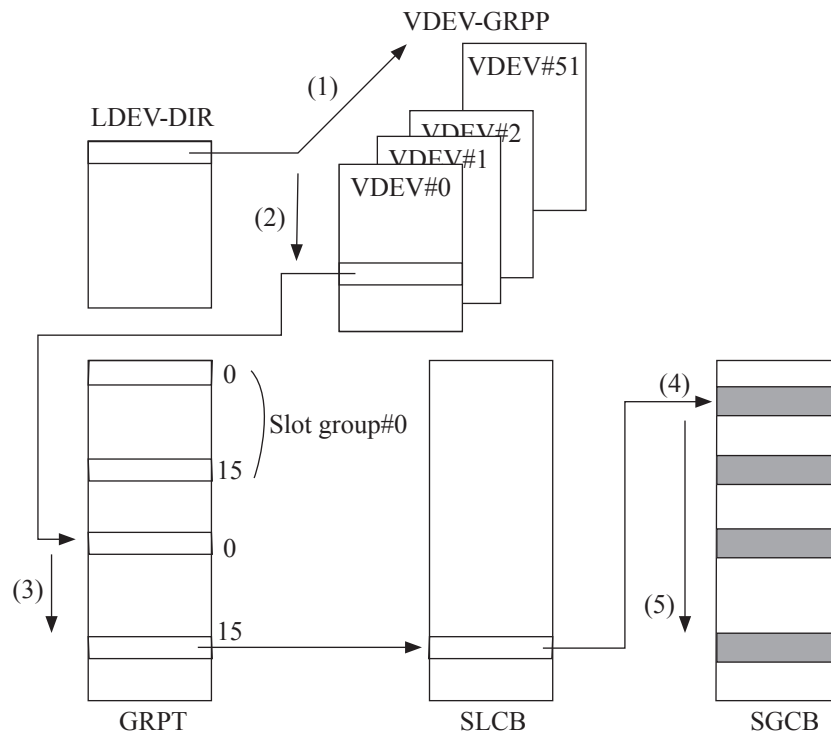 VDEV-GRPP
VDEV#51
(1)
LDEV-DIR
VDEV#2
VDEV#1
VDEV#0
(2)
0
(4)
Slot group#0
15
0
(3)
(5)
15
GRPT
SLCB
SGCB